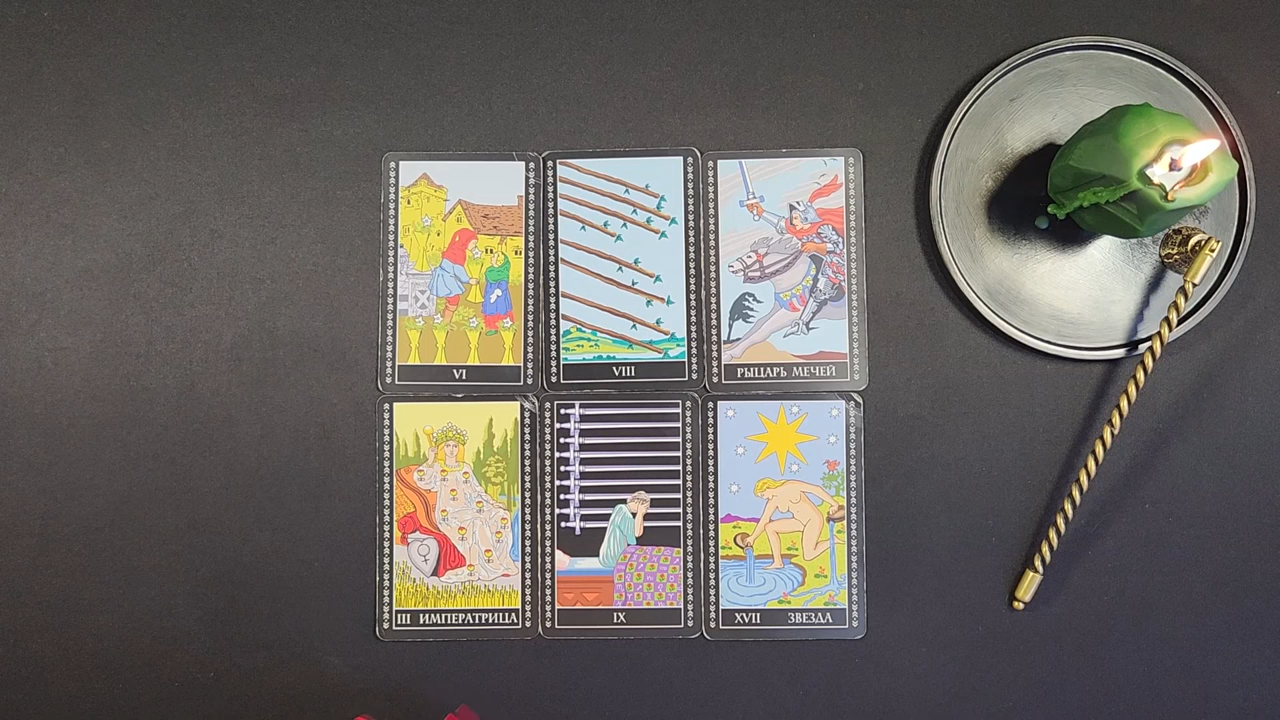 VI
VIII
РЫЦАРЬ МЕЧЕЙ
III ИМПЕРАТРИЦА
IX
XVII ЗВЕЗДА